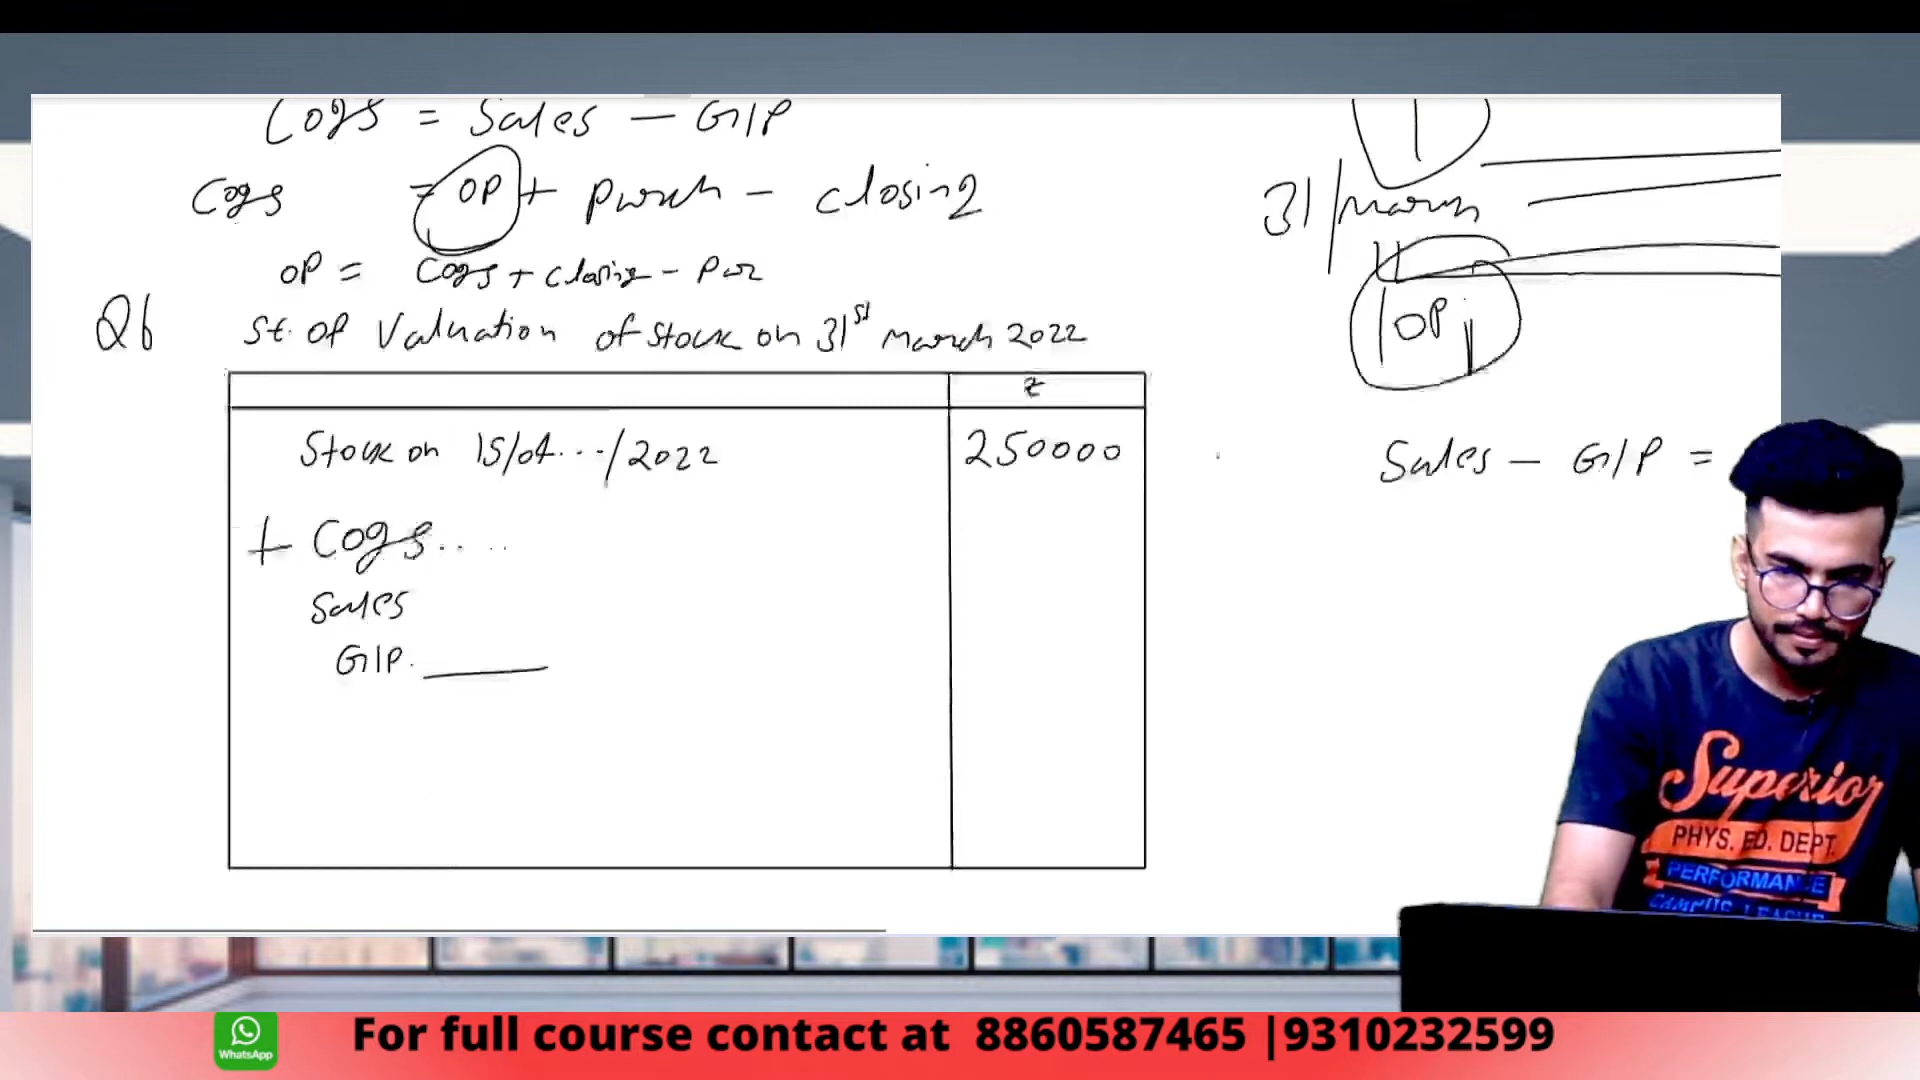 Cogs = Sales - G/P
Cogs = OP + Purch - closing
OP = Cogs + closing - Pur
Q6 St. of Valuation of Stock on 31st March 2022
₹
Stock on 15/04.../2022 250000
+ Cogs....
Sales
G/P.
31/March
OP
Sales - G/P =
Superior
PHYS. ED. DEPT.
PERFORMANCE
CAMPUS LEAGUE
WhatsApp
For full course contact at 8860587465 |9310232599